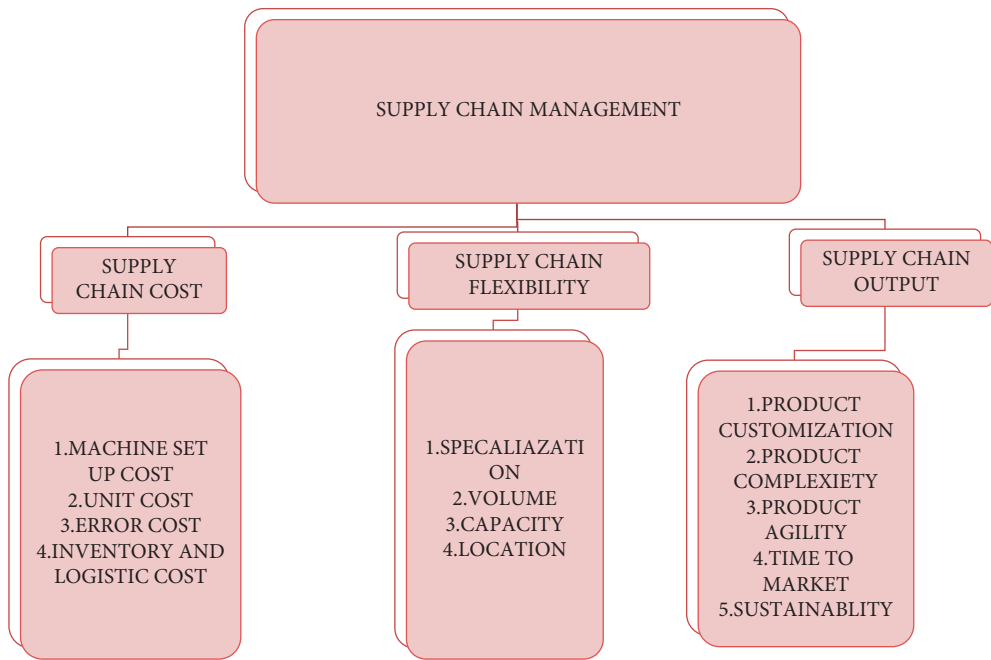 SUPPLY CHAIN MANAGEMENT
SUPPLY
CHAIN COST
SUPPLY CHAIN
FLEXIBILITY
SUPPLY CHAIN
OUTPUT
1.MACHINE SET
UP COST
2.UNIT COST
3.ERROR COST
4.INVENTORY AND
LOGISTIC COST
1.SPECALIAZATI
ON
2.VOLUME
3.CAPACITY
4.LOCATION
1.PRODUCT
CUSTOMIZATION
2.PRODUCT
COMPLEXIETY
3.PRODUCT
AGILITY
4.TIME TO
MARKET
5.SUSTAINABLITY